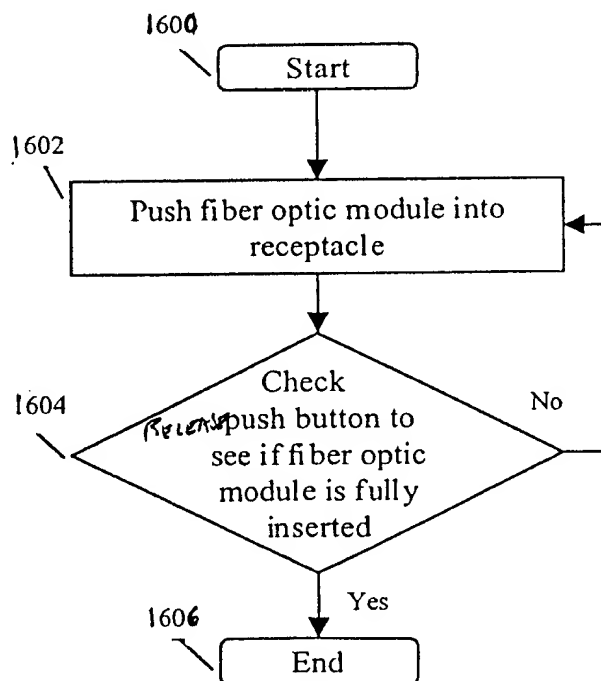 1600
Start
1602
Push fiber optic module into
receptacle
1604
Check
RELEASE push button to
see if fiber optic
module is fully
inserted
No
Yes
1606
End